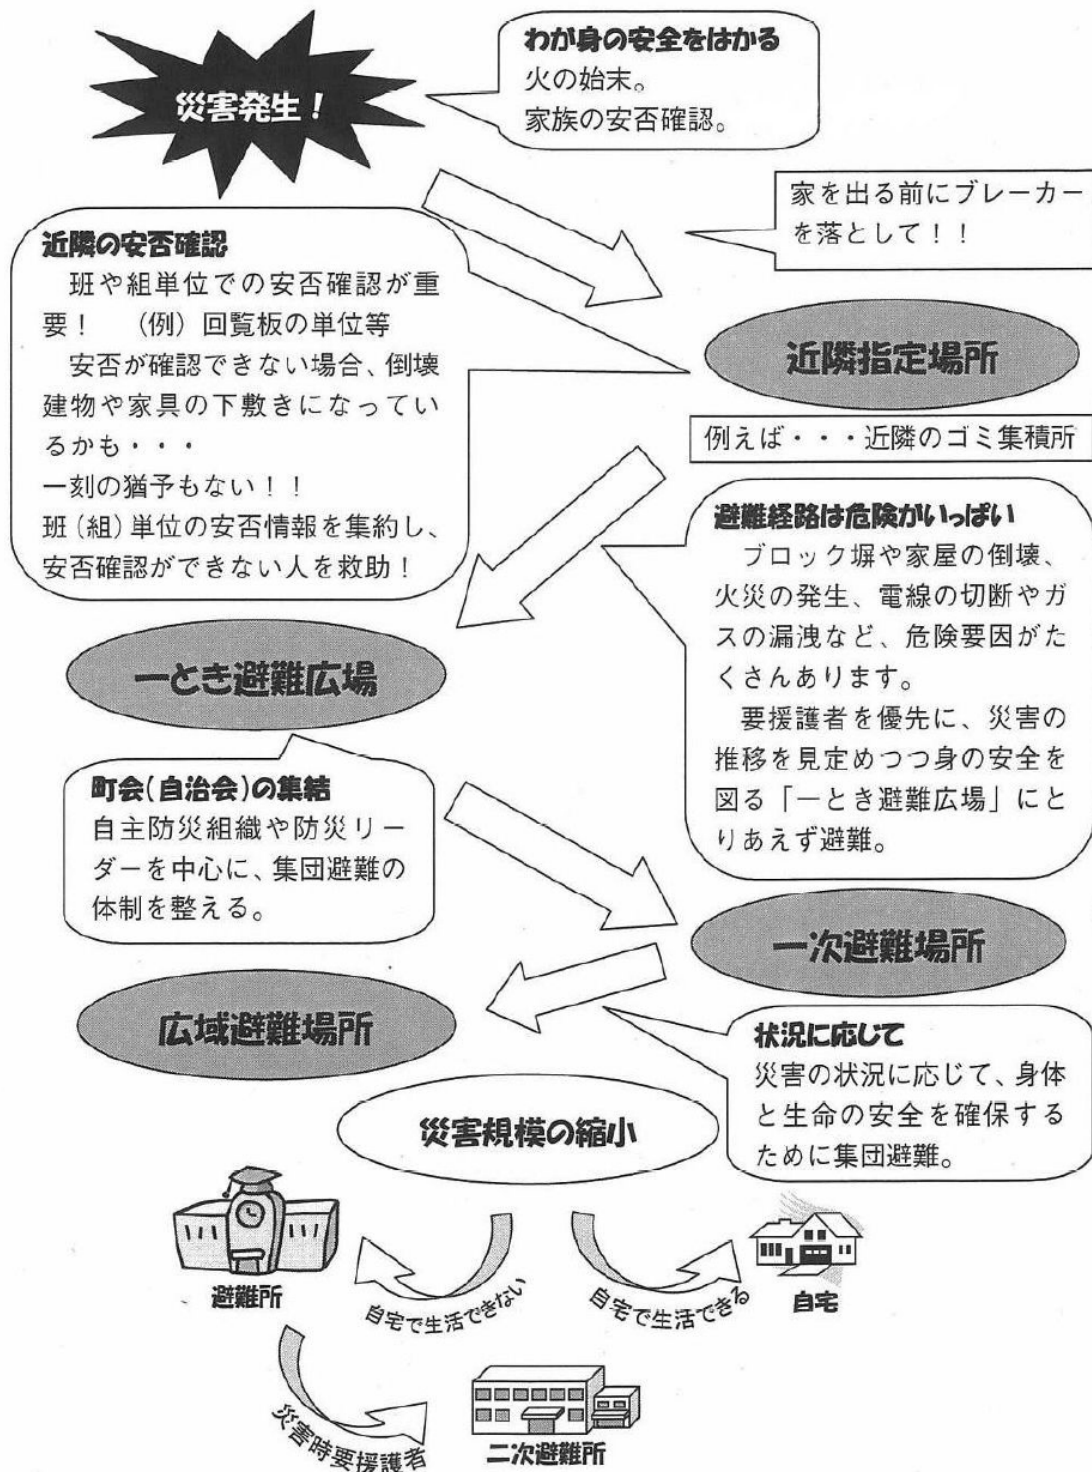 災害発生！
わが身の安全をはかる
火の始末。
家族の安否確認。
家を出る前にブレーカー
を落として！！
近隣の安否確認
班や組単位での安否確認が重
要！　（例）回覧板の単位等
安否が確認できない場合、倒壊
建物や家具の下敷きになってい
るかも・・・
一刻の猶予もない！！
班（組）単位の安否情報を集約し、
安否確認ができない人を救助！
近隣指定場所
例えば・・・近隣のゴミ集積所
避難経路は危険がいっぱい
ブロック塀や家屋の倒壊、
火災の発生、電線の切断やガ
スの漏洩など、危険要因がた
くさんあります。
要援護者を優先に、災害の
推移を見定めつつ身の安全を
図る「一とき避難広場」にと
りあえず避難。
一とき避難広場
町会（自治会）の集結
自主防災組織や防災リー
ダーを中心に、集団避難の
体制を整える。
一次避難場所
広域避難場所
状況に応じて
災害の状況に応じて、身体
と生命の安全を確保する
ために集団避難。
災害規模の縮小
避難所
自宅で生活できない
自宅で生活できる
自宅
災害時要援護者
二次避難所